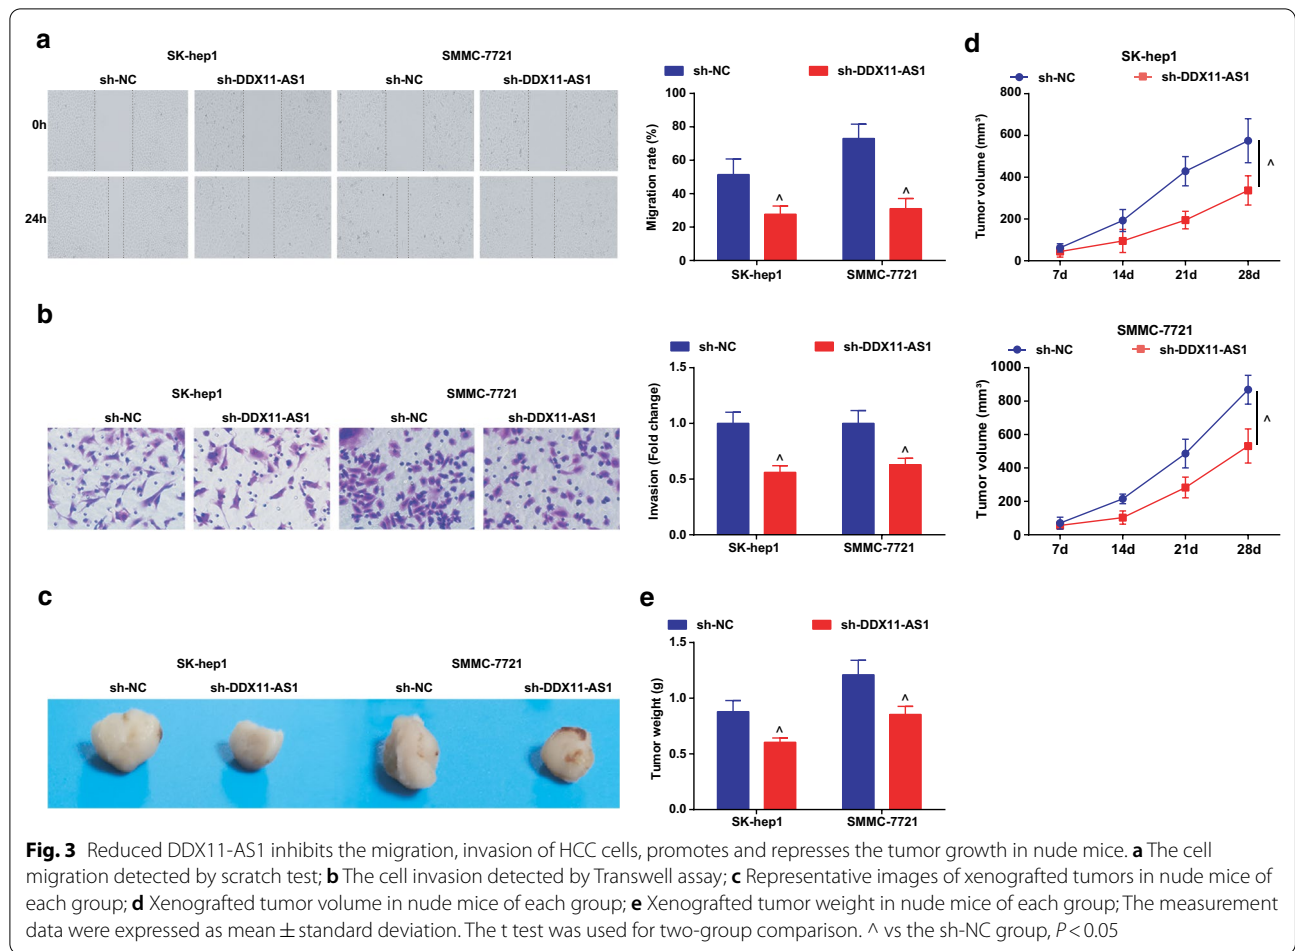 a
SK-hep1
SMMC-7721
sh-NC
sh-DDX11-AS1
sh-NC
sh-DDX11-AS1
0h
24h
sh-NC
sh-DDX11-AS1
Migration rate (%)
100
80
60
40
20
0
SK-hep1
SMMC-7721
^
^
b
SK-hep1
SMMC-7721
sh-NC
sh-DDX11-AS1
sh-NC
sh-DDX11-AS1
sh-NC
sh-DDX11-AS1
Invasion (Fold change)
1.5
1.0
0.5
0.0
SK-hep1
SMMC-7721
^
^
c
SK-hep1
SMMC-7721
sh-NC
sh-DDX11-AS1
sh-NC
sh-DDX11-AS1
d
SK-hep1
sh-NC
sh-DDX11-AS1
Tumor volume (mm³)
800
600
400
200
0
7d
14d
21d
28d
^
SMMC-7721
sh-NC
sh-DDX11-AS1
Tumor volume (mm³)
1000
800
600
400
200
0
7d
14d
21d
28d
^
e
sh-NC
sh-DDX11-AS1
Tumor weight (g)
1.5
1.0
0.5
0.0
SK-hep1
SMMC-7721
^
^
Fig. 3 Reduced DDX11-AS1 inhibits the migration, invasion of HCC cells, promotes and represses the tumor growth in nude mice. a The cell
migration detected by scratch test; b The cell invasion detected by Transwell assay; c Representative images of xenografted tumors in nude mice of
each group; d Xenografted tumor volume in nude mice of each group; e Xenografted tumor weight in nude mice of each group; The measurement
data were expressed as mean ± standard deviation. The t test was used for two-group comparison. ^ vs the sh-NC group, P < 0.05